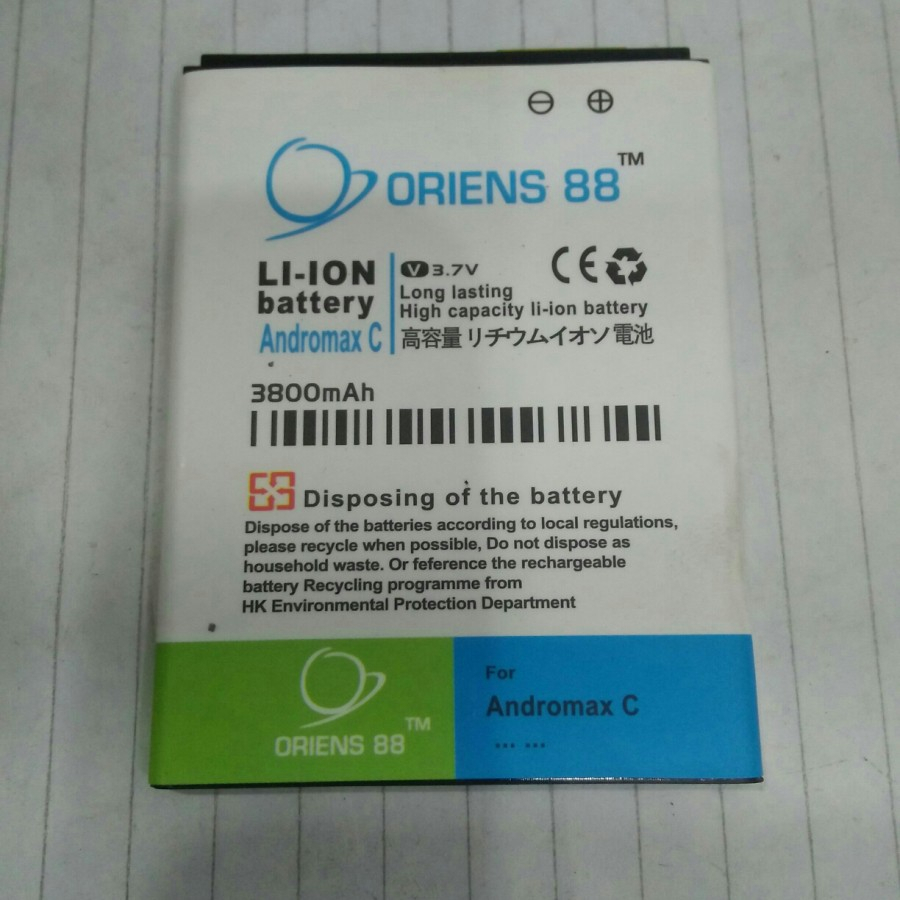 ⊖ ⊕
ORIENS 88™
LI-ION
battery
Andromax C
V 3.7V
CE
Long lasting
High capacity li-ion battery
高容量 リチウムイオソ 電池
3800mAh
Disposing of the battery
Dispose of the batteries according to local regulations,
please recycle when possible, Do not dispose as
household waste. Or feference the rechargeable
battery Recycling programme from
HK Environmental Protection Department
ORIENS 88™
For
Andromax C
... ...